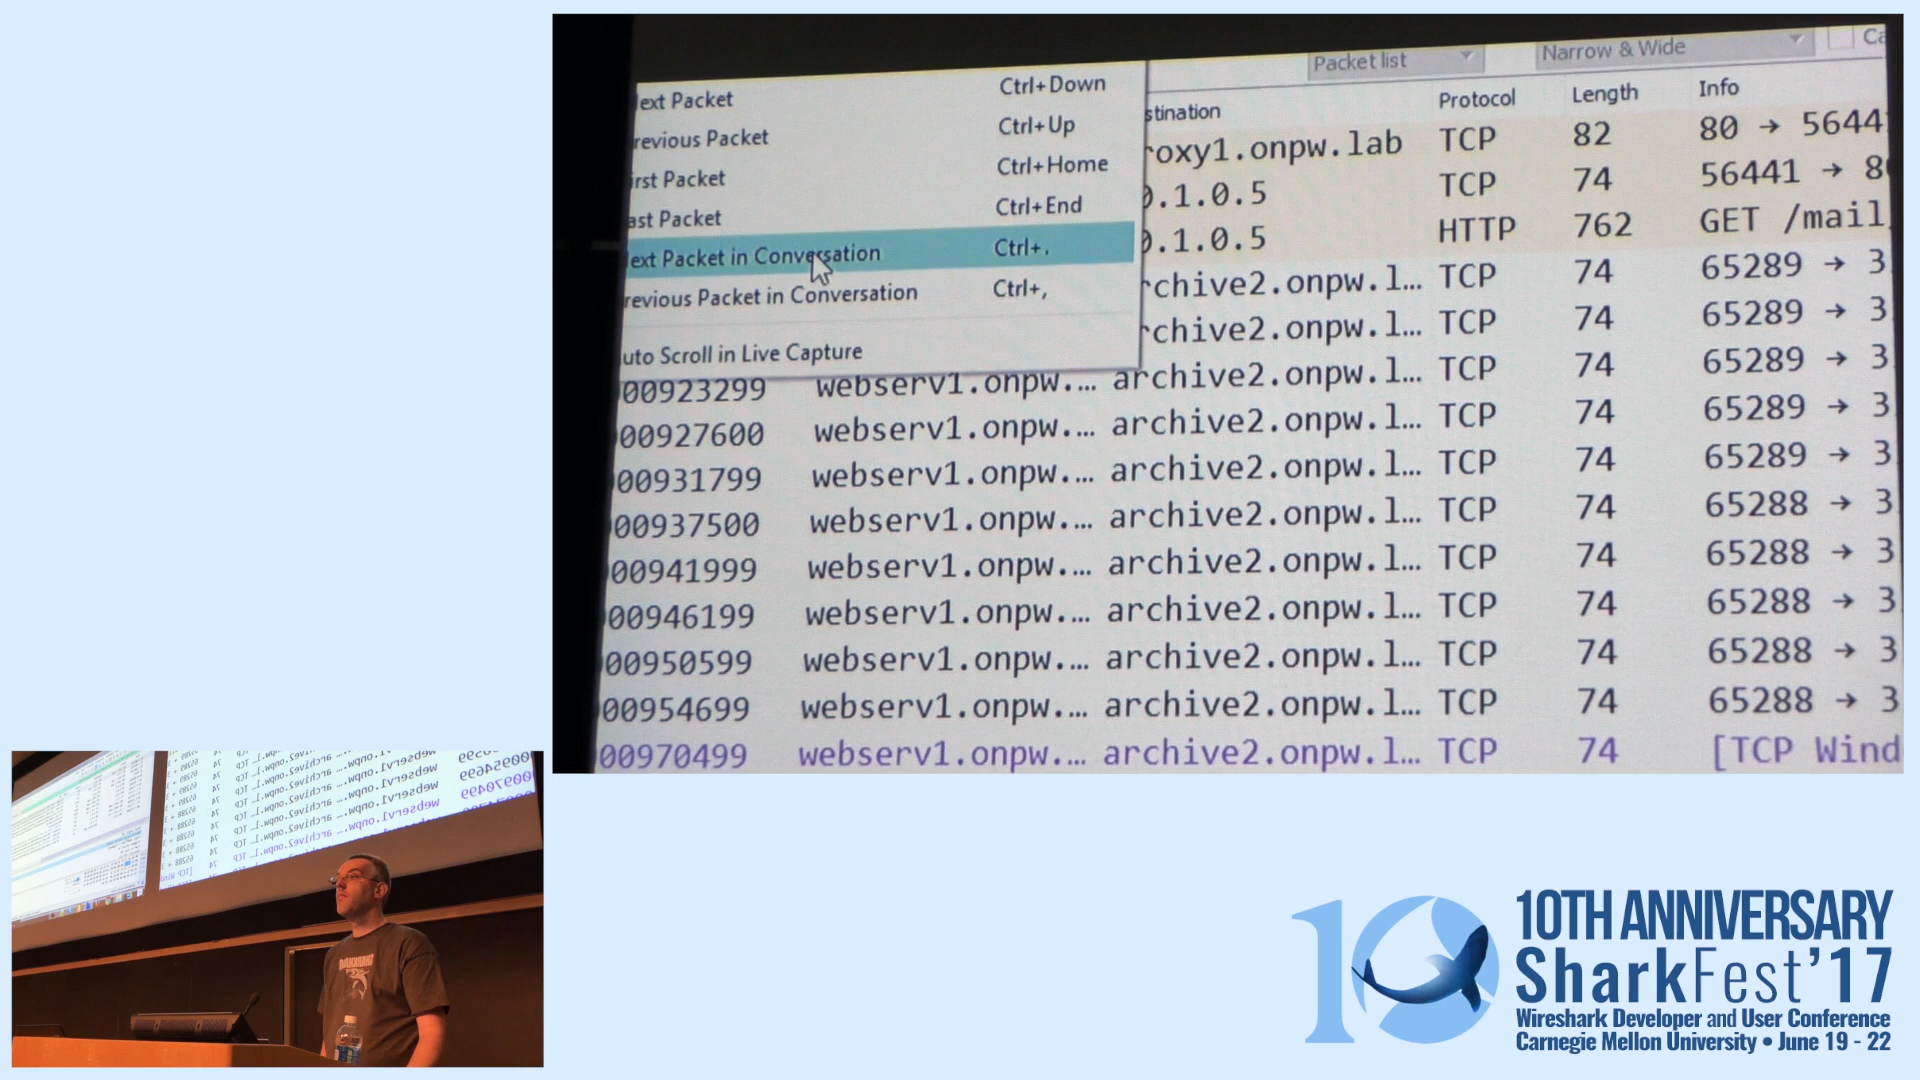 Packet list Narrow & Wide Ca
ext Packet Ctrl+Down
revious Packet Ctrl+Up
irst Packet Ctrl+Home
ast Packet Ctrl+End
ext Packet in Conversation Ctrl+.
revious Packet in Conversation Ctrl+,
uto Scroll in Live Capture
stination Protocol Length Info
roxy1.onpw.lab TCP 82 80 → 5644
0.1.0.5 TCP 74 56441 → 8
0.1.0.5 HTTP 762 GET /mail
rchive2.onpw.l… TCP 74 65289 → 3
rchive2.onpw.l… TCP 74 65289 → 3
00923299 webserv1.onpw.… archive2.onpw.l… TCP 74 65289 → 3
00927600 webserv1.onpw.… archive2.onpw.l… TCP 74 65289 → 3
00931799 webserv1.onpw.… archive2.onpw.l… TCP 74 65289 → 3
00937500 webserv1.onpw.… archive2.onpw.l… TCP 74 65288 → 3
00941999 webserv1.onpw.… archive2.onpw.l… TCP 74 65288 → 3
00946199 webserv1.onpw.… archive2.onpw.l… TCP 74 65288 → 3
00950599 webserv1.onpw.… archive2.onpw.l… TCP 74 65288 → 3
00954699 webserv1.onpw.… archive2.onpw.l… TCP 74 65288 → 3
00970499 webserv1.onpw.… archive2.onpw.l… TCP 74 [TCP Wind
10
10TH ANNIVERSARY
SharkFest'17
Wireshark Developer and User Conference
Carnegie Mellon University • June 19 - 22